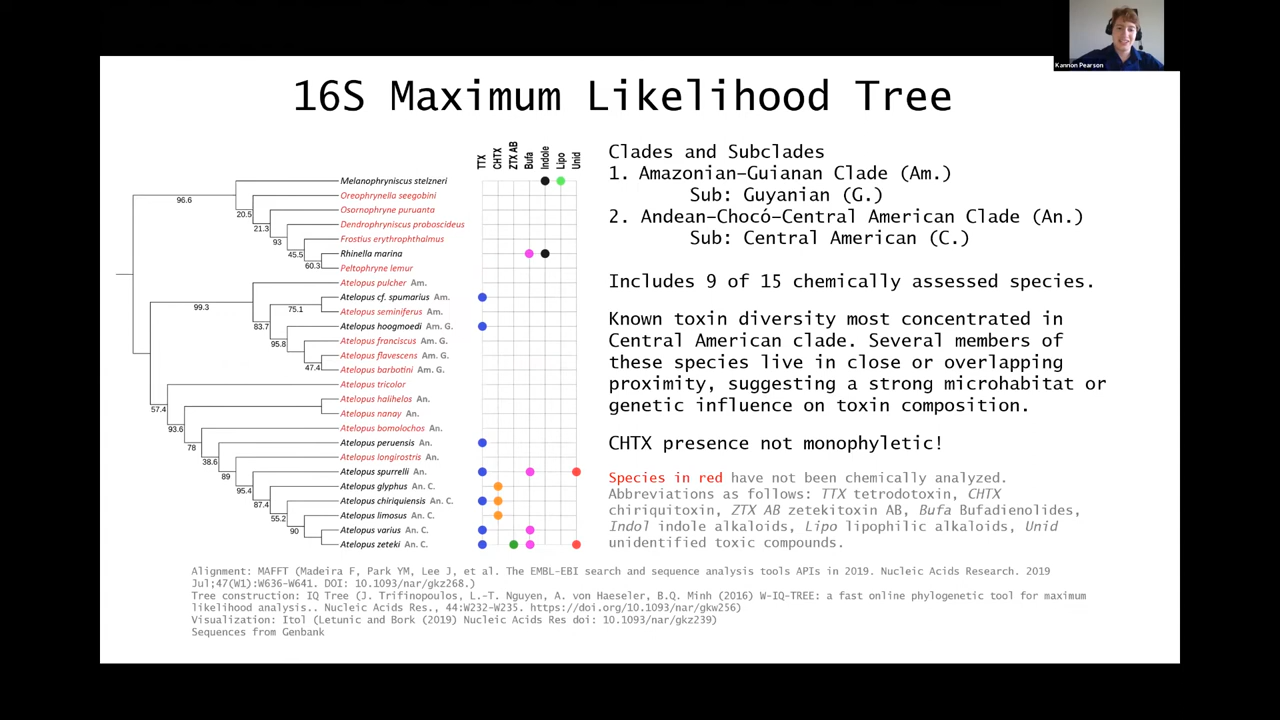 Kannon Pearson
16S Maximum Likelihood Tree
TTX
CHTX
ZTX AB
Bufa
Indole
Lipo
Unid
Melanophryniscus stelzneri
Oreophrynella seegobini
Osornophryne puruanta
Dendrophryniscus proboscideus
Frostius erythrophthalmus
Rhinella marina
Peltophryne lemur
Atelopus pulcher Am.
Atelopus cf. spumarius Am.
Atelopus seminiferus Am.
Atelopus hoogmoedi Am. G.
Atelopus franciscus Am. G.
Atelopus flavescens Am. G.
Atelopus barbotini Am. G.
Atelopus tricolor
Atelopus halihelos An.
Atelopus nanay An.
Atelopus bomolochos An.
Atelopus peruensis An.
Atelopus longirostris An.
Atelopus spurrelli An.
Atelopus glyphus An. C.
Atelopus chiriquiensis An. C.
Atelopus limosus An. C.
Atelopus varius An. C.
Atelopus zeteki An. C.
96.6
20.5
21.3
93
45.5
60.3
99.3
75.1
83.7
95.8
47.4
57.4
93.6
78
38.6
89
95.4
87.4
55.2
90
Clades and Subclades
1. Amazonian-Guianan Clade (Am.)
Sub: Guyanian (G.)
2. Andean-Chocó-Central American Clade (An.)
Sub: Central American (C.)
Includes 9 of 15 chemically assessed species.
Known toxin diversity most concentrated in
Central American clade. Several members of
these species live in close or overlapping
proximity, suggesting a strong microhabitat or
genetic influence on toxin composition.
CHTX presence not monophyletic!
Species in red have not been chemically analyzed.
Abbreviations as follows: TTX tetrodotoxin, CHTX
chiriquitoxin, ZTX AB zetekitoxin AB, Bufa Bufadienolides,
Indol indole alkaloids, Lipo lipophilic alkaloids, Unid
unidentified toxic compounds.
Alignment: MAFFT (Madeira F, Park YM, Lee J, et al. The EMBL-EBI search and sequence analysis tools APIs in 2019. Nucleic Acids Research. 2019
Jul;47(W1):W636-W641. DOI: 10.1093/nar/gkz268.)
Tree construction: IQ Tree (J. Trifinopoulos, L.-T. Nguyen, A. von Haeseler, B.Q. Minh (2016) W-IQ-TREE: a fast online phylogenetic tool for maximum
likelihood analysis.. Nucleic Acids Res., 44:W232-W235. https://doi.org/10.1093/nar/gkw256)
Visualization: Itol (Letunic and Bork (2019) Nucleic Acids Res doi: 10.1093/nar/gkz239)
Sequences from Genbank